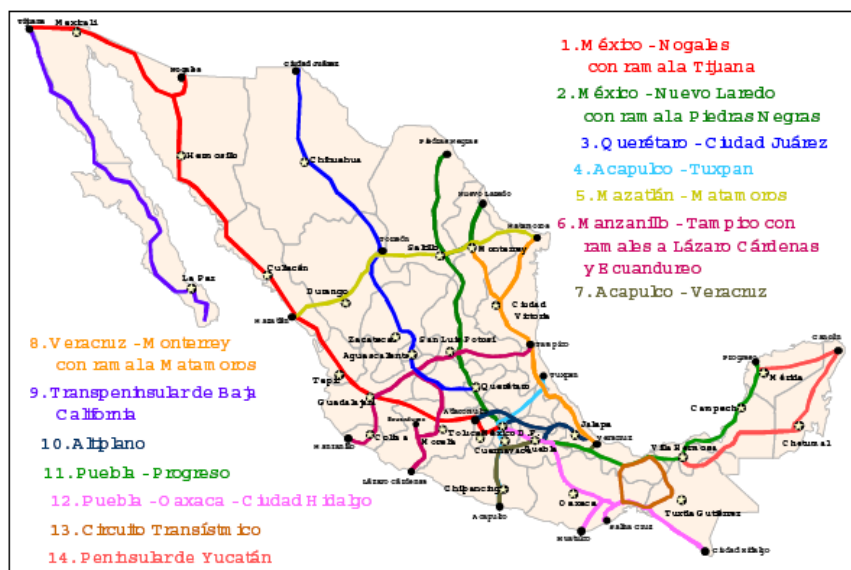 Tijuana
Mexicali
Nogales
Ciudad Juárez
1.México - Nogales
con ramal a Tijuana
2.México - Nuevo Laredo
con ramal a Piedras Negras
3.Querétaro - Ciudad Juárez
4.Acapulco - Tuxpan
5.Mazatlán - Matamoros
6.Manzanillo - Tampico con
ramales a Lázaro Cárdenas
y Ecuandureo
7.Acapulco - Veracruz
Hermosillo
Chihuahua
Piedras Negras
Nuevo Laredo
Matamoros
Torreón
Saltillo
Monterrey
Culiacán
La Paz
Durango
Ciudad
Victoria
Mazatlán
Zacatecas
San Luis Potosí
Tampico
Aguascalientes
Cancún
Progreso
Mérida
Tuxpan
Tepic
Querétaro
Guadalajara
Campech
Atlacomulco
Jalapa
Toluca
México D.F.
Veracruz
Colima
Morelia
Manzanillo
Cuernavaca
Puebla
Villa Hermosa
Chetumal
Lázaro Cárdenas
Chilpancingo
Acapulco
Oaxaca
Tuxtla Gutiérrez
Salina Cruz
Huatulco
Ciudad Hidalgo
8.Veracruz - Monterrey
con ramal a Matamoros
9.Transpeninsular de Baja
California
10.Altiplano
11.Puebla - Progreso
12.Puebla - Oaxaca - Ciudad Hidalgo
13.Circuito Transístmico
14.Peninsular de Yucatán